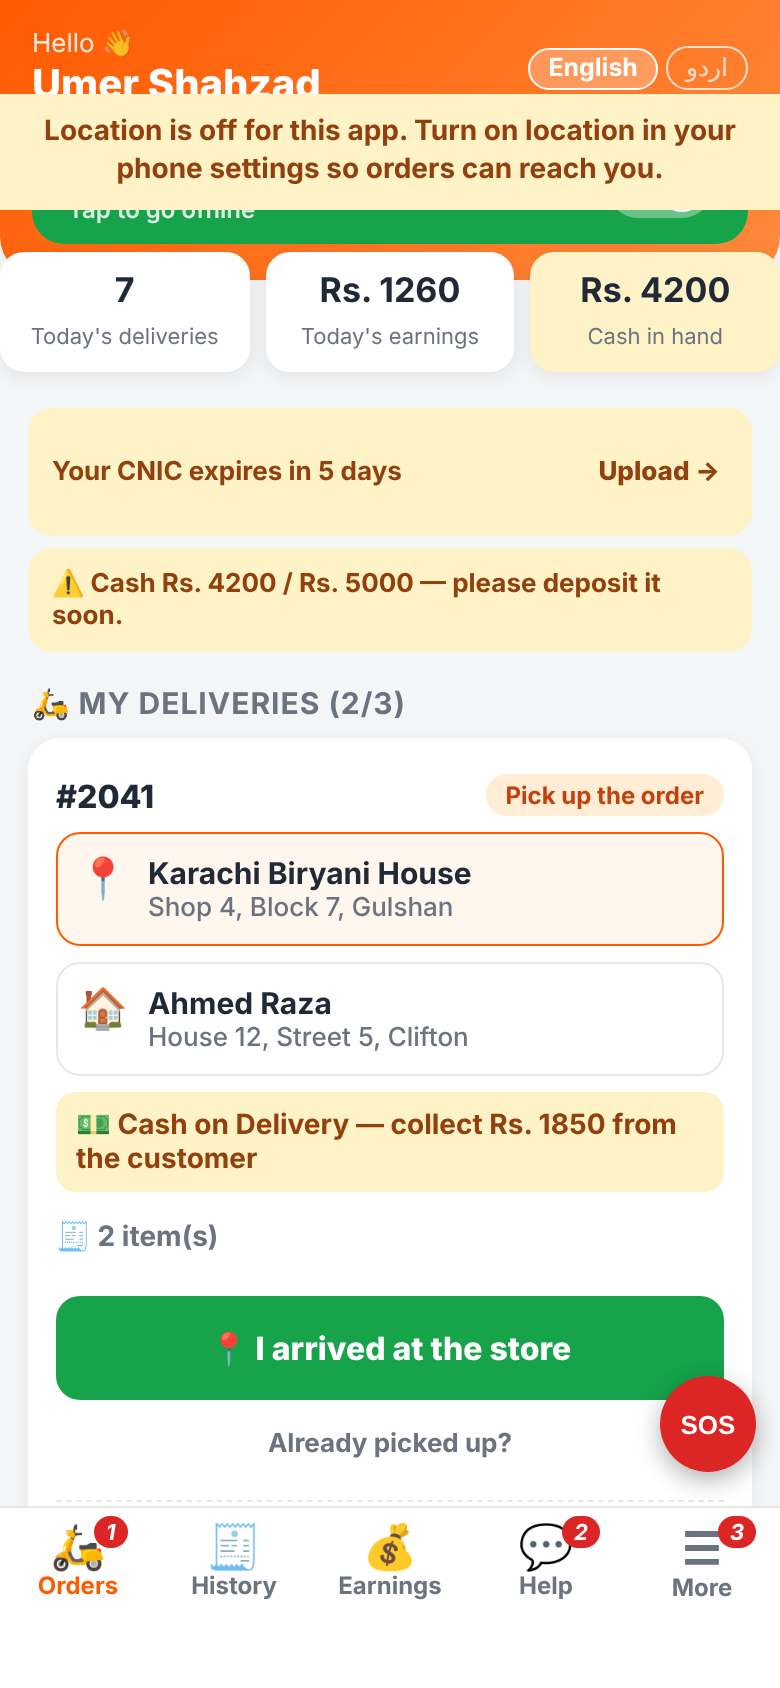 Hello 👋
Umer Shahzad
English
اردو
Location is off for this app. Turn on location in your
phone settings so orders can reach you.
Tap to go offline
7
Today's deliveries
Rs. 1260
Today's earnings
Rs. 4200
Cash in hand
Your CNIC expires in 5 days
Upload →
⚠️ Cash Rs. 4200 / Rs. 5000 — please deposit it
soon.
🛵 MY DELIVERIES (2/3)
#2041
Pick up the order
📍 Karachi Biryani House
Shop 4, Block 7, Gulshan
🏠 Ahmed Raza
House 12, Street 5, Clifton
💵 Cash on Delivery — collect Rs. 1850 from
the customer
🧾 2 item(s)
📍 I arrived at the store
SOS
Already picked up?
1
Orders
History
Earnings
2
Help
3
More